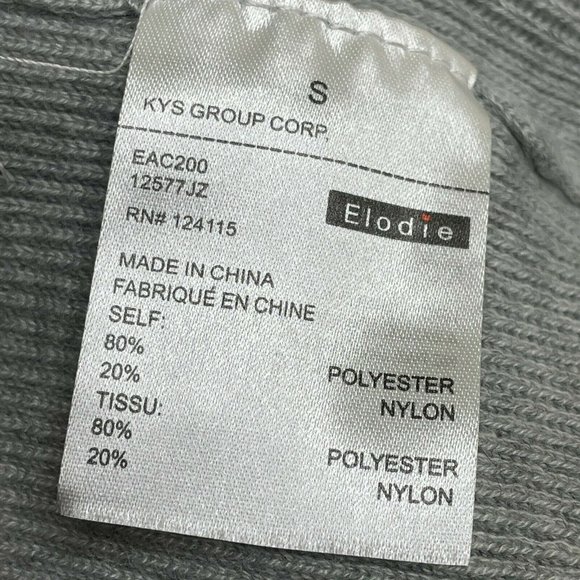 S
KYS GROUP CORP.
EAC200
12577JZ
Elodie
RN# 124115
MADE IN CHINA
FABRIQUÉ EN CHINE
SELF:
80% POLYESTER
20% NYLON
TISSU:
80% POLYESTER
20% NYLON